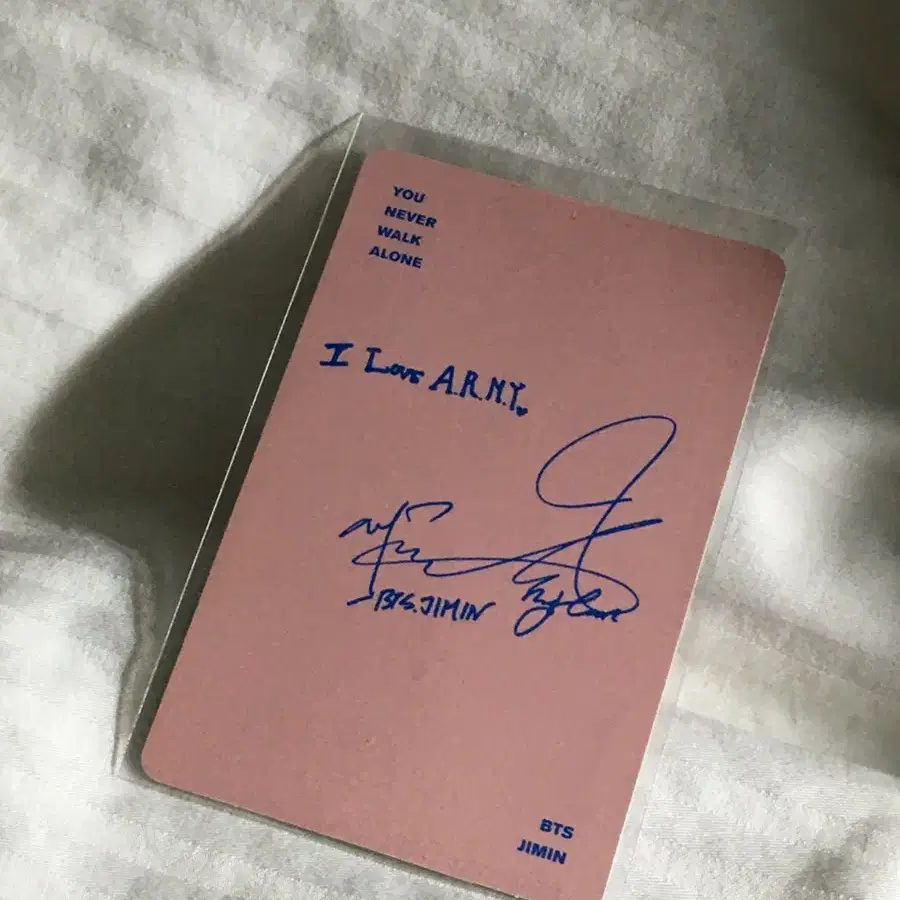 YOU
NEVER
WALK
ALONE
I Love A.R.M.Y.♥
BTS.JIMIN
BTS
JIMIN